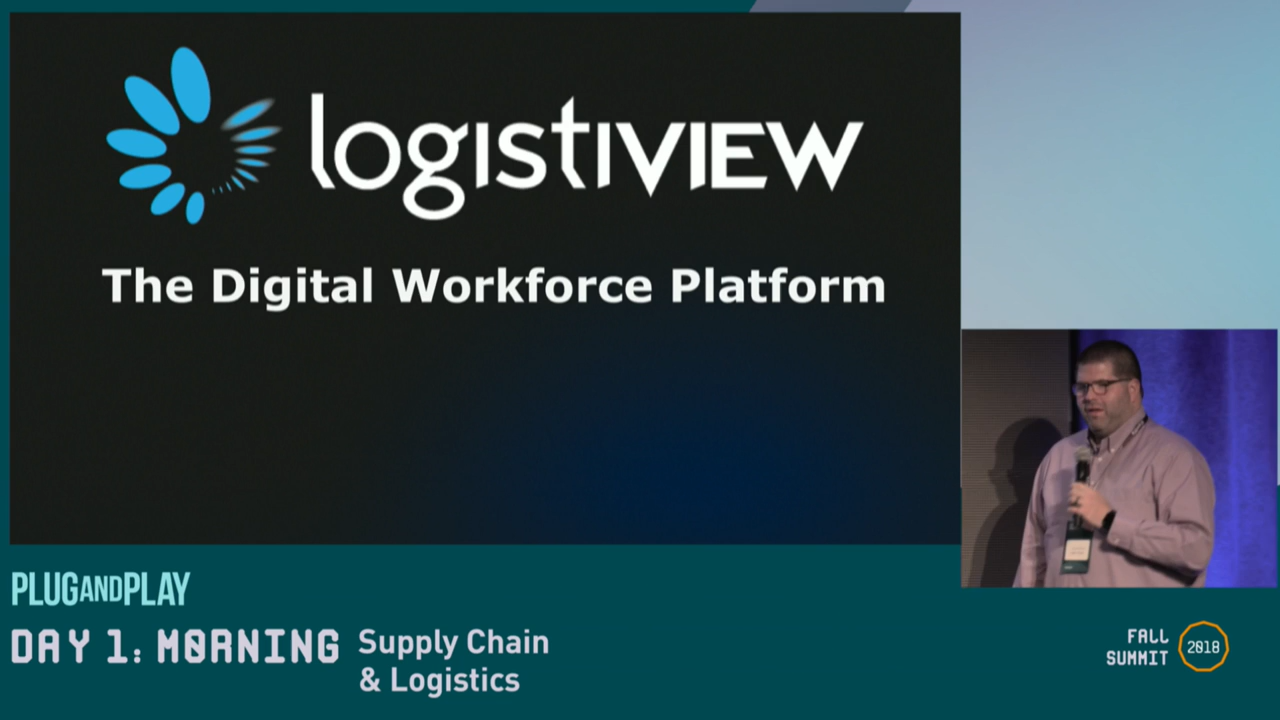 logistiVIEW
The Digital Workforce Platform
PLUGANDPLAY
DAY 1: MORNING
Supply Chain
& Logistics
FALL
SUMMIT
2018